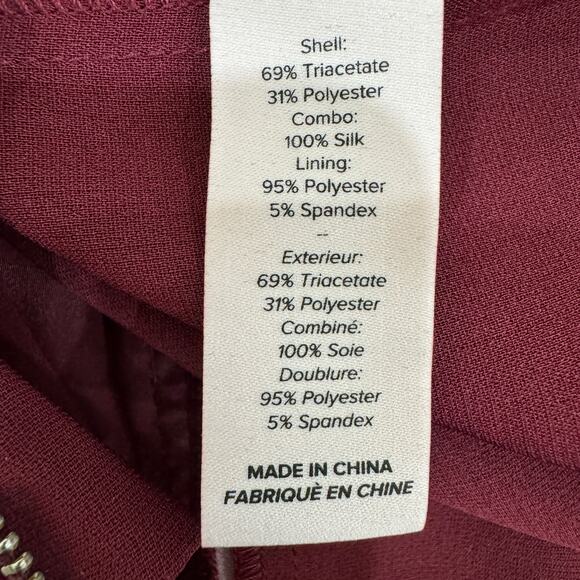 Shell:
69% Triacetate
31% Polyester
Combo:
100% Silk
Lining:
95% Polyester
5% Spandex
--
Exterieur:
69% Triacetate
31% Polyester
Combiné:
100% Soie
Doublure:
95% Polyester
5% Spandex
MADE IN CHINA
FABRIQUÈ EN CHINE